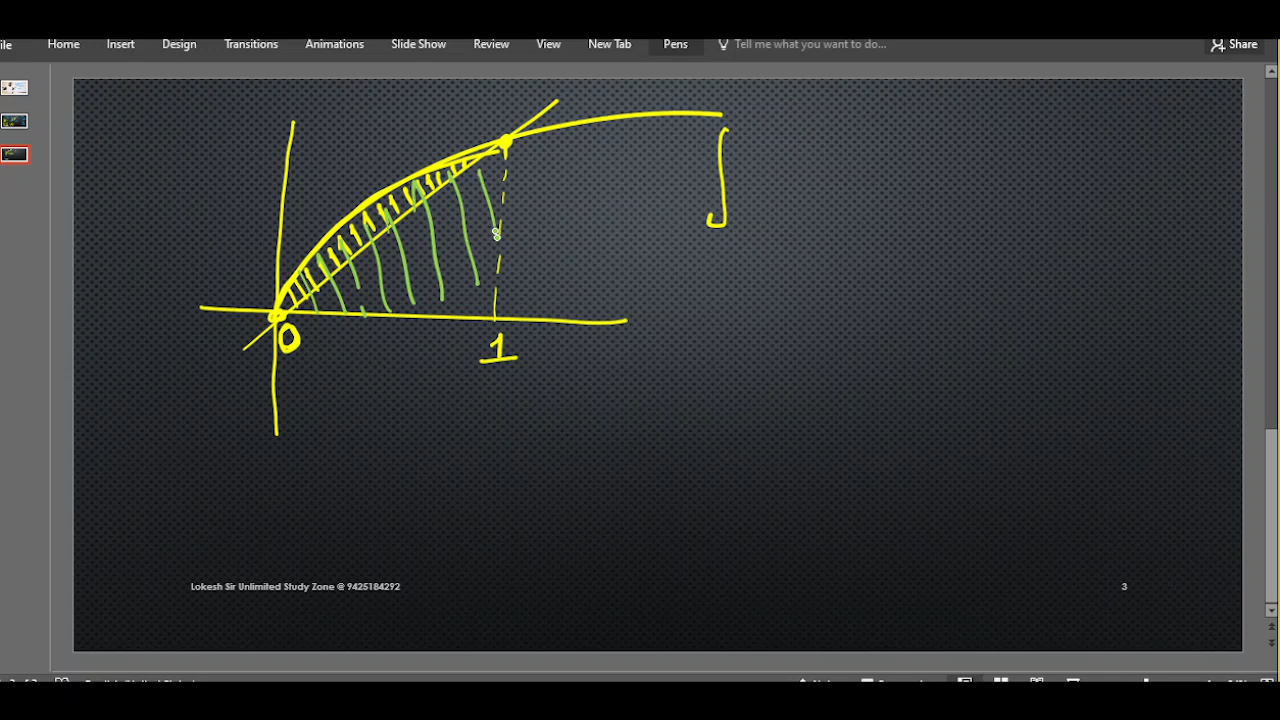 File Home Insert Design Transitions Animations Slide Show Review View New Tab Pens Tell me what you want to do... Share
0
1
∫
Lokesh Sir Unlimited Study Zone @ 9425184292 3